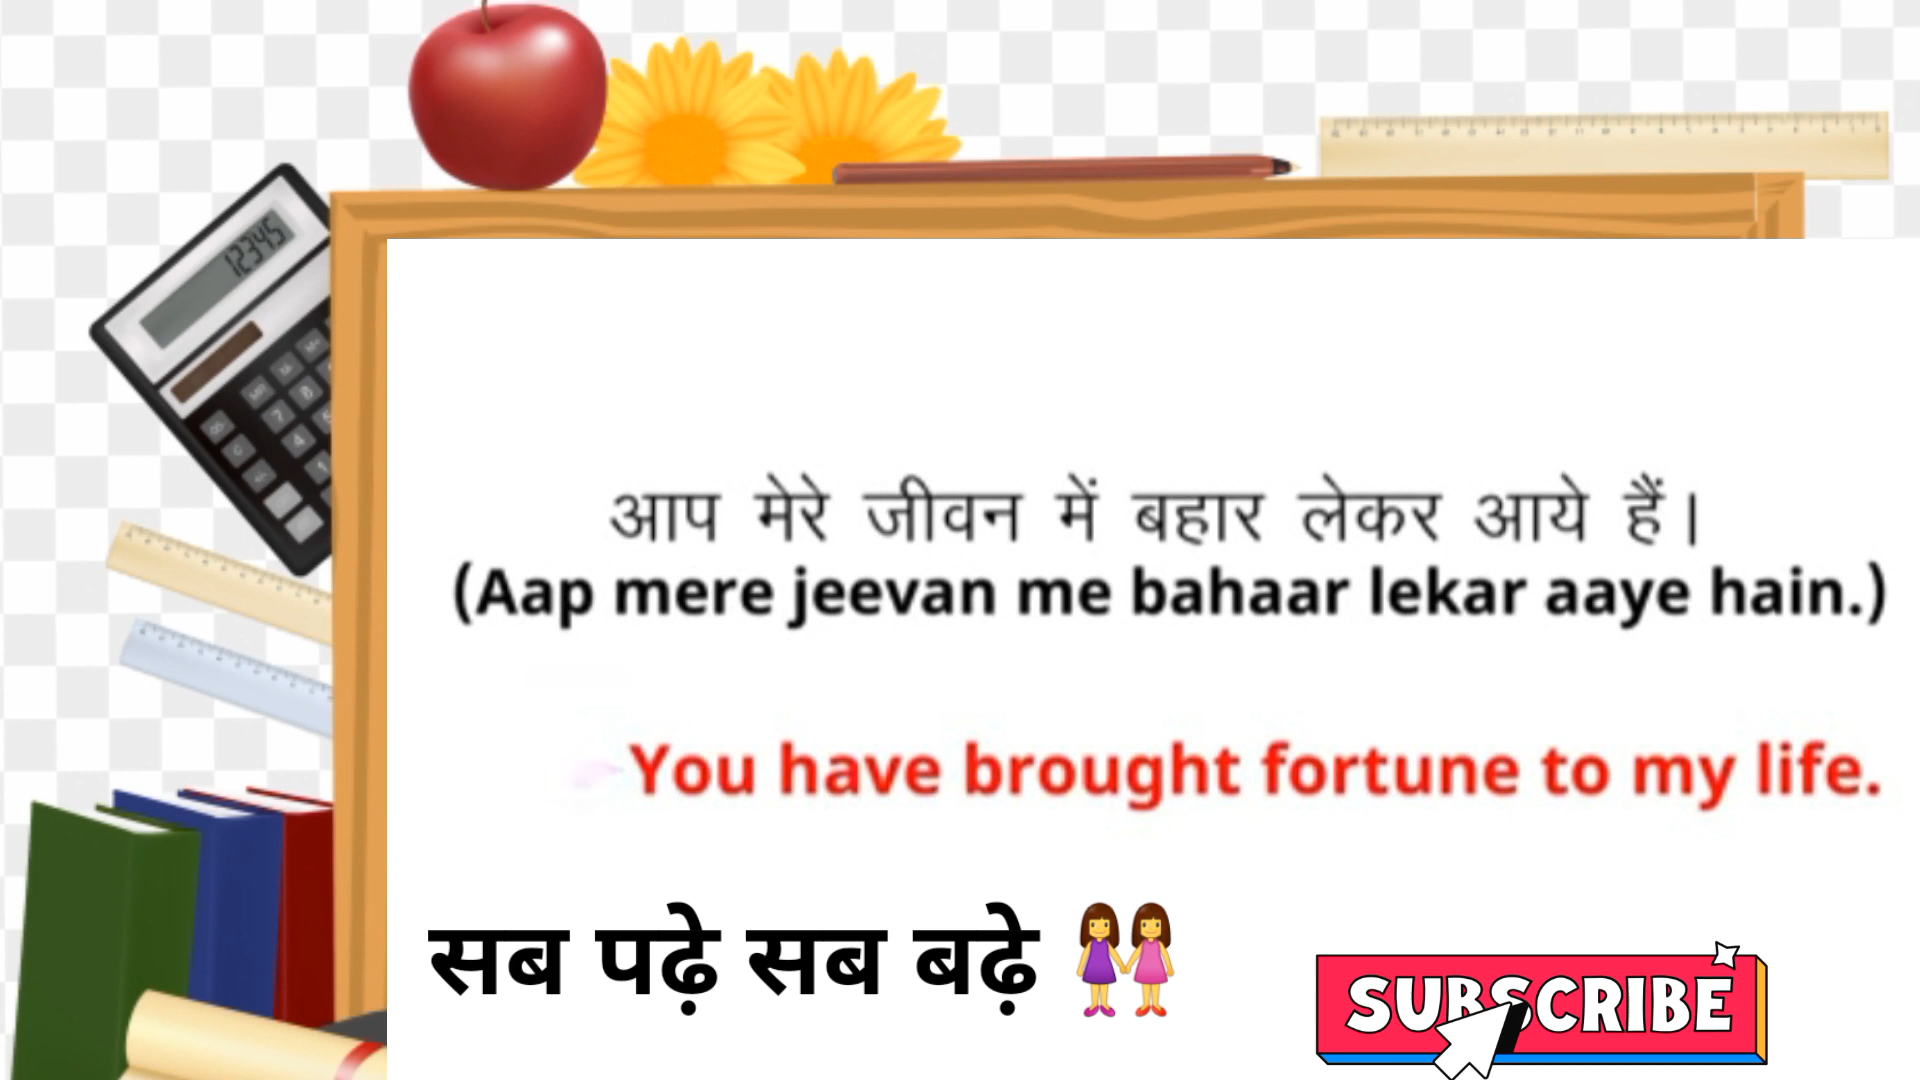 12345
आप मेरे जीवन में बहार लेकर आये हैं।
(Aap mere jeevan me bahaar lekar aaye hain.)
You have brought fortune to my life.
सब पढ़े सब बढ़े
SUBSCRIBE